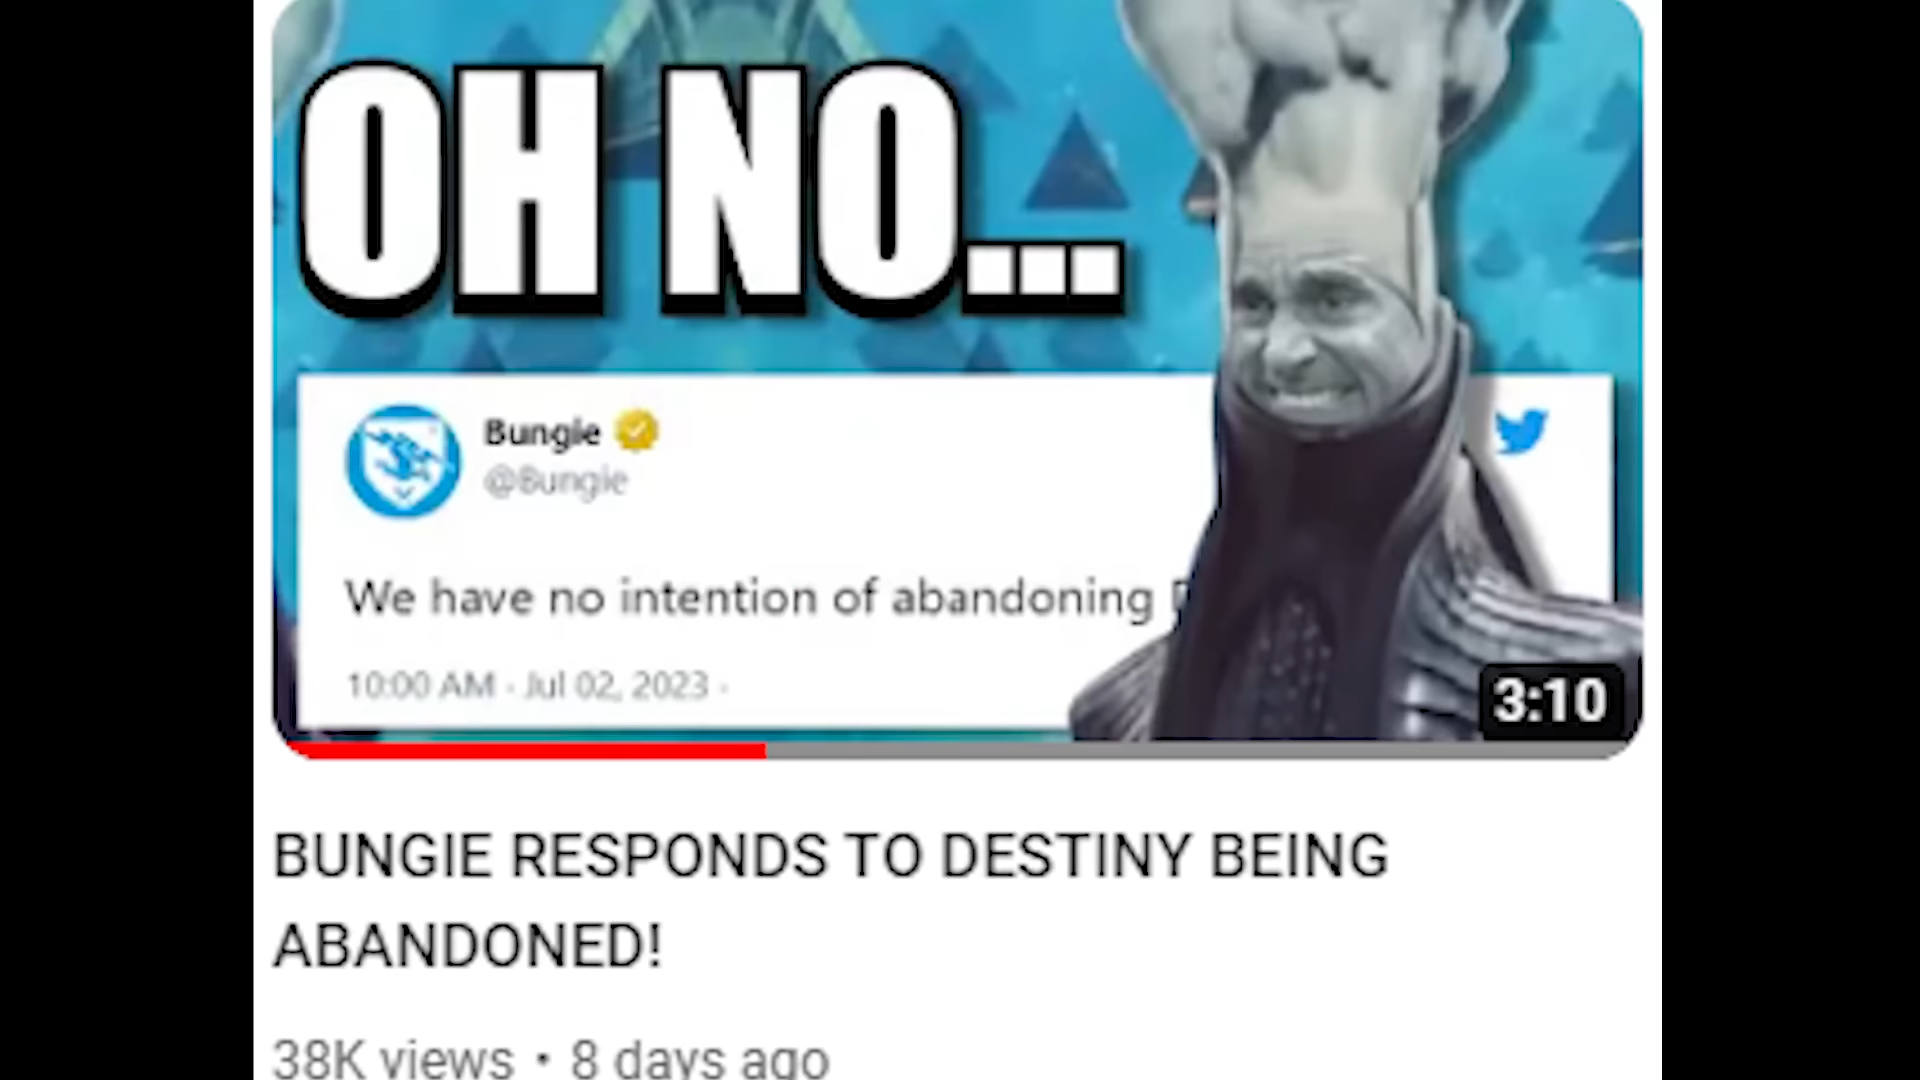 OH NO...
Bungie
@Bungie
We have no intention of abandoning
10:00 AM · Jul 02, 2023 ·
3:10
BUNGIE RESPONDS TO DESTINY BEING
ABANDONED!
38K views • 8 days ago